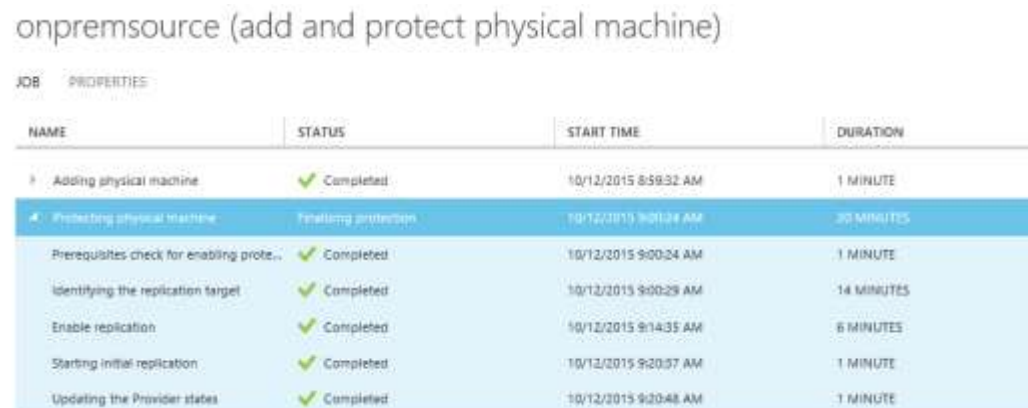 onpremsource (add and protect physical machine)
JOB PROPERTIES
NAME STATUS START TIME DURATION
Adding physical machine Completed 10/12/2015 8:59:32 AM 1 MINUTE
Protecting physical machine Finalising protection 10/12/2015 9:00:24 AM 20 MINUTES
Prerequisites check for enabling prote... Completed 10/12/2015 9:00:24 AM 1 MINUTE
Identifying the replication target Completed 10/12/2015 9:00:29 AM 14 MINUTES
Enable replication Completed 10/12/2015 9:14:35 AM 6 MINUTES
Starting initial replication Completed 10/12/2015 9:20:57 AM 1 MINUTE
Updating the Provider states Completed 10/12/2015 9:20:48 AM 1 MINUTE